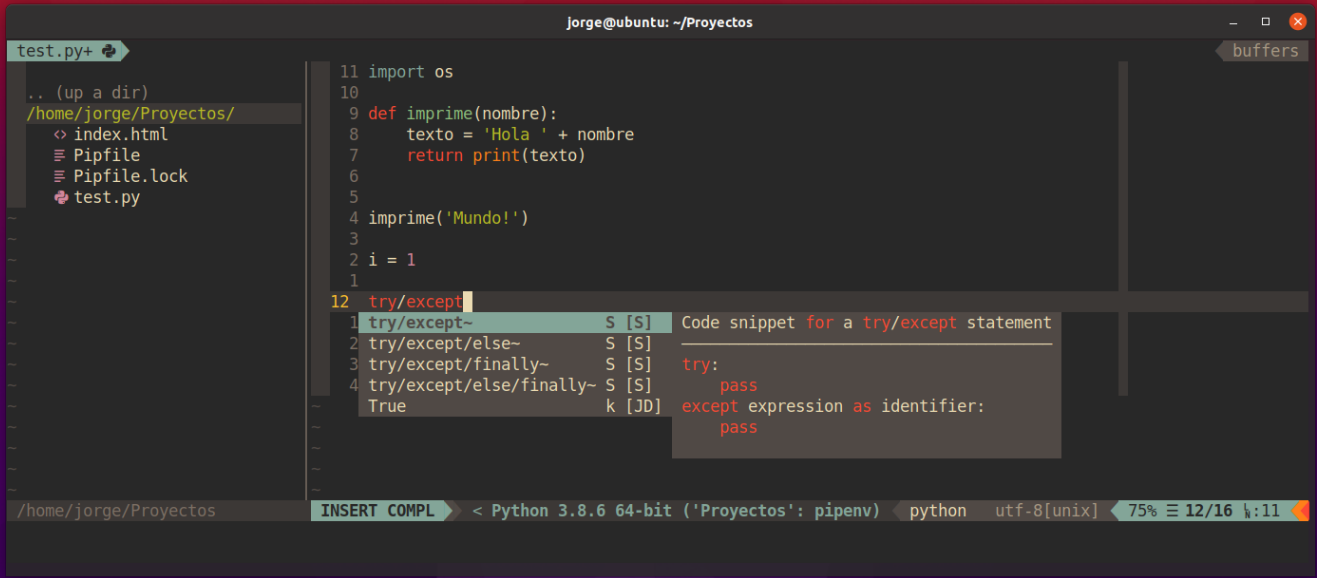 jorge@ubuntu: ~/Proyectos
test.py+ buffers
.. (up a dir)
/home/jorge/Proyectos/
index.html
Pipfile
Pipfile.lock
test.py
11 import os
10
9 def imprime(nombre):
8     texto = 'Hola ' + nombre
7     return print(texto)
6
5
4 imprime('Mundo!')
3
2 i = 1
1
12 try/except
1 try/except~ S [S]
2 try/except/else~ S [S]
3 try/except/finally~ S [S]
4 try/except/else/finally~ S [S]
True k [JD]
Code snippet for a try/except statement
try:
    pass
except expression as identifier:
    pass
/home/jorge/Proyectos
INSERT COMPL < Python 3.8.6 64-bit ('Proyectos': pipenv) python utf-8[unix] 75% ☰ 12/16 :11